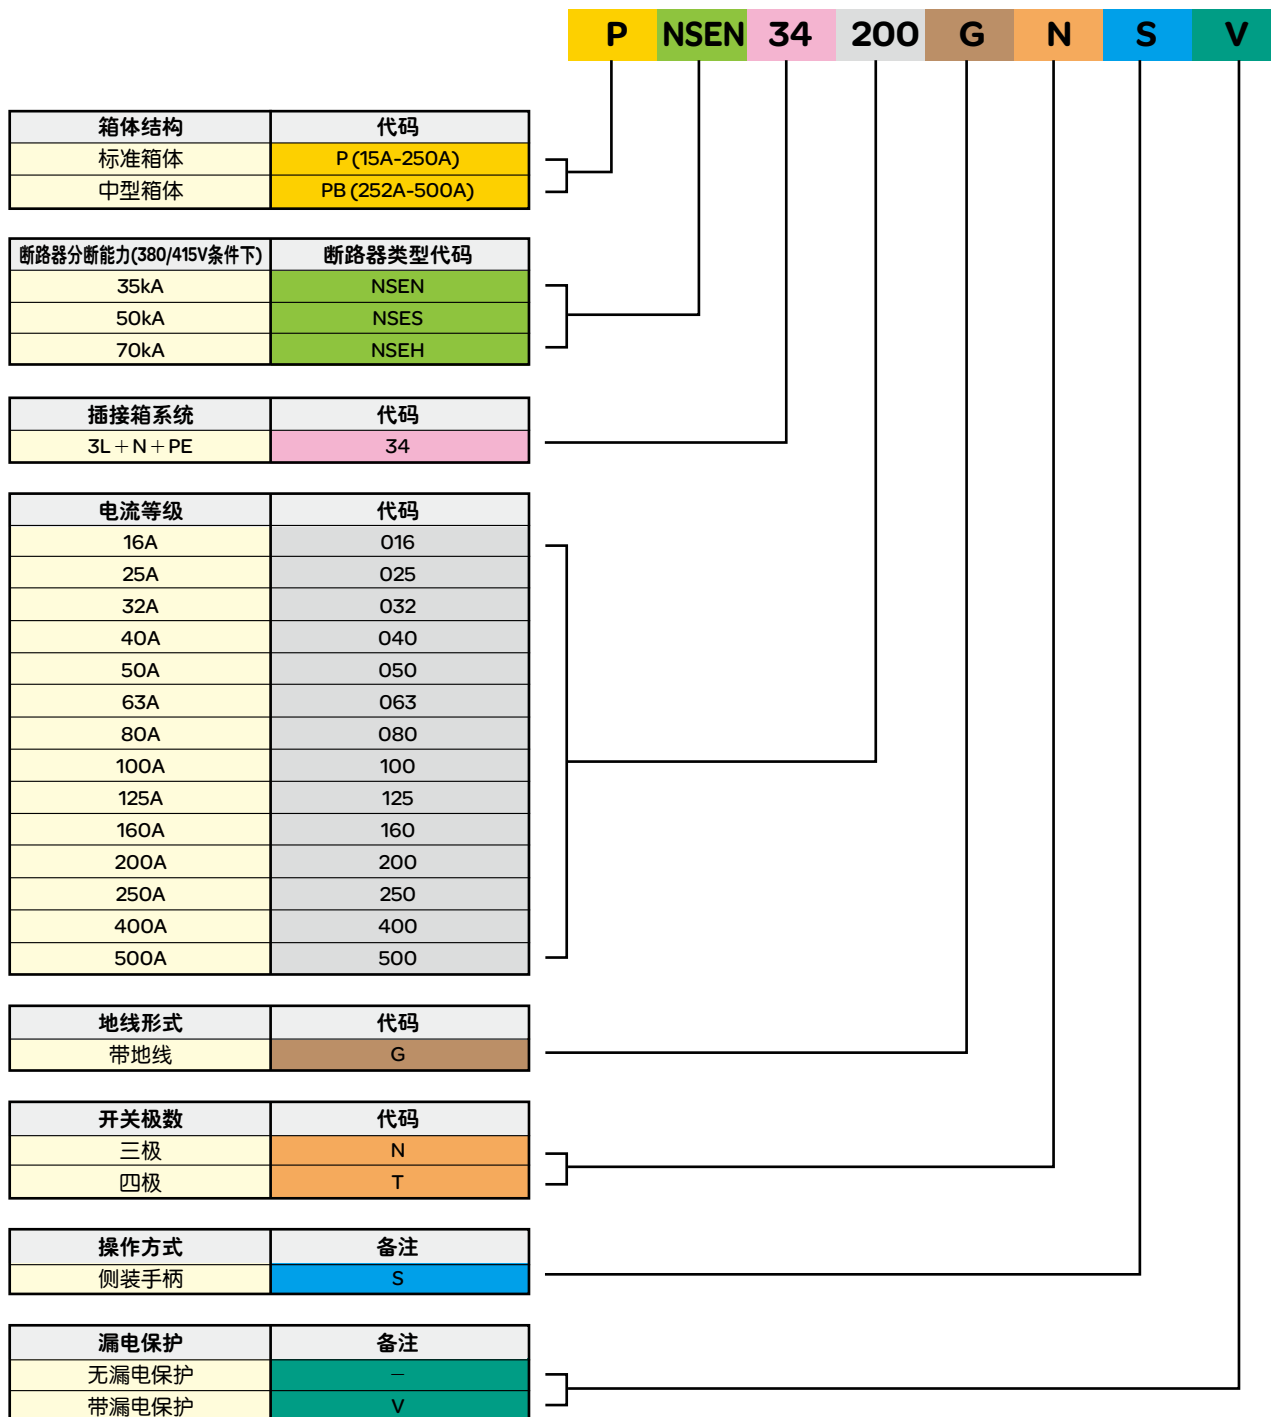 P NSEN 34 200 G N S V
箱体结构 代码
标准箱体 P (15A-250A)
中型箱体 PB (252A-500A)
断路器分断能力(380/415V条件下) 断路器类型代码
35kA NSEN
50kA NSES
70kA NSEH
插接箱系统 代码
3L+N+PE 34
电流等级 代码
16A 016
25A 025
32A 032
40A 040
50A 050
63A 063
80A 080
100A 100
125A 125
160A 160
200A 200
250A 250
400A 400
500A 500
地线形式 代码
带地线 G
开关极数 代码
三极 N
四极 T
操作方式 备注
侧装手柄 S
漏电保护 备注
无漏电保护 –
带漏电保护 V